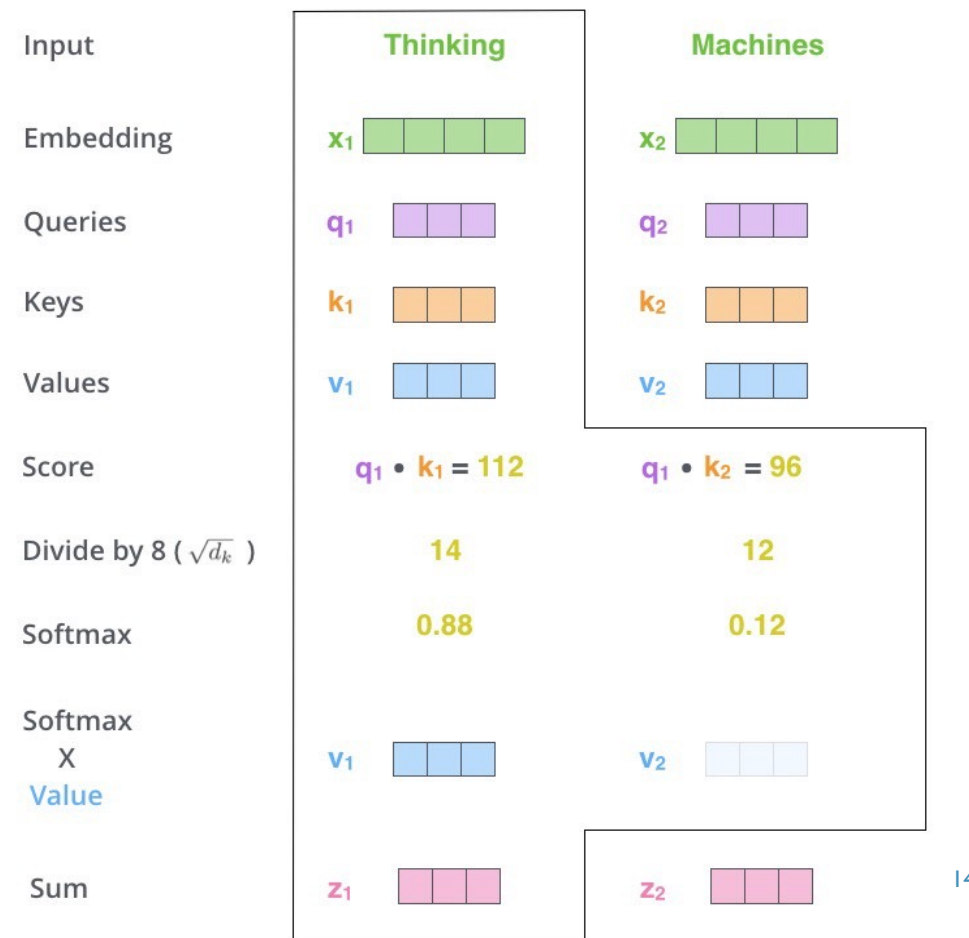 Input Thinking Machines
Embedding x₁ x₂
Queries q₁ q₂
Keys k₁ k₂
Values v₁ v₂
Score q₁ • k₁ = 112 q₁ • k₂ = 96
Divide by 8 ( √dₖ ) 14 12
Softmax 0.88 0.12
Softmax
X
Value v₁ v₂
Sum z₁ z₂
14